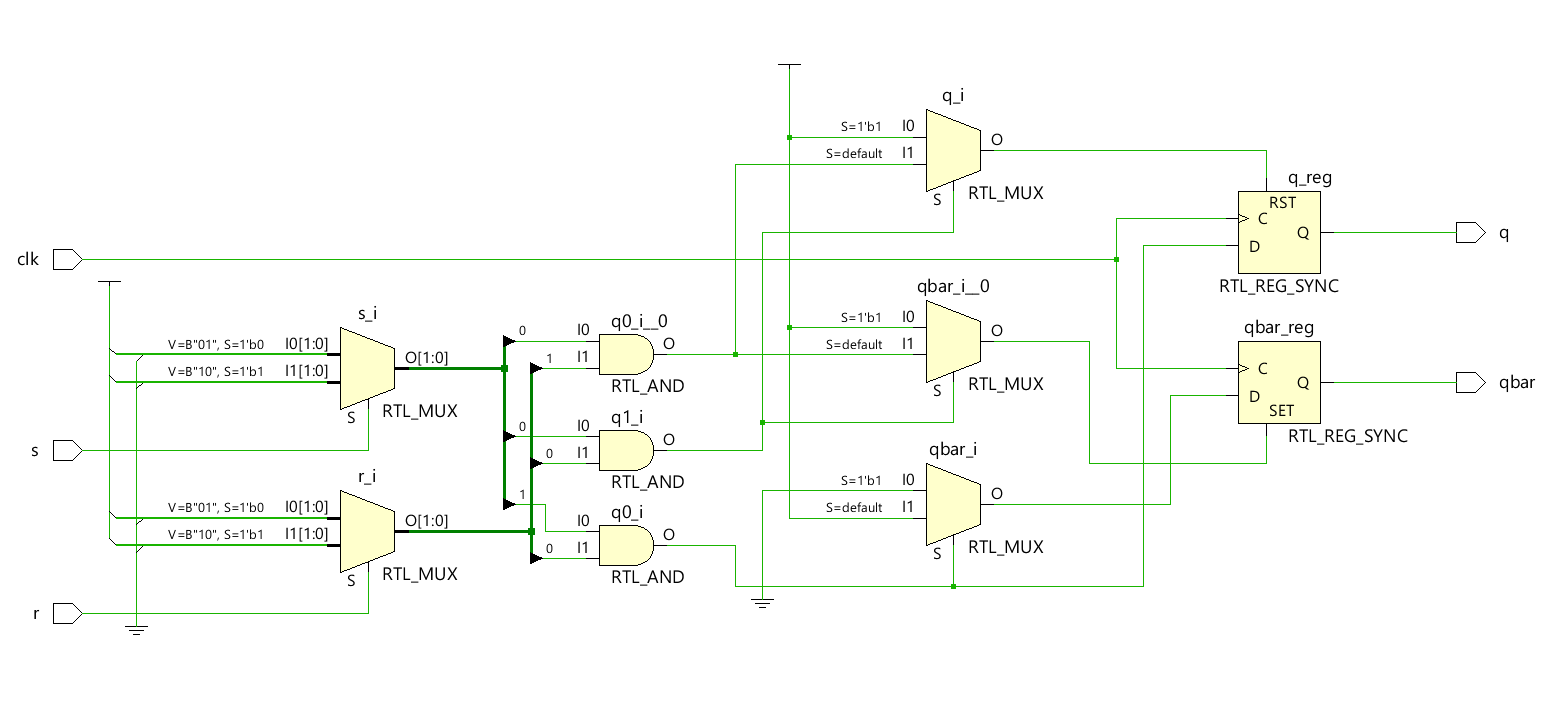 q_i
S=1'b1
I0
O
S=default
I1
S
RTL_MUX
q_reg
RST
C
Q
D
q
RTL_REG_SYNC
clk
s_i
V=B"01", S=1'b0
I0[1:0]
O[1:0]
V=B"10", S=1'b1
I1[1:0]
S
RTL_MUX
s
r_i
V=B"01", S=1'b0
I0[1:0]
O[1:0]
V=B"10", S=1'b1
I1[1:0]
S
RTL_MUX
r
q0_i__0
0
I0
O
1
I1
RTL_AND
q1_i
0
I0
O
0
I1
RTL_AND
q0_i
1
I0
O
0
I1
RTL_AND
qbar_i__0
S=1'b1
I0
O
S=default
I1
S
RTL_MUX
qbar_i
S=1'b1
I0
O
S=default
I1
S
RTL_MUX
qbar_reg
C
Q
D
SET
qbar
RTL_REG_SYNC